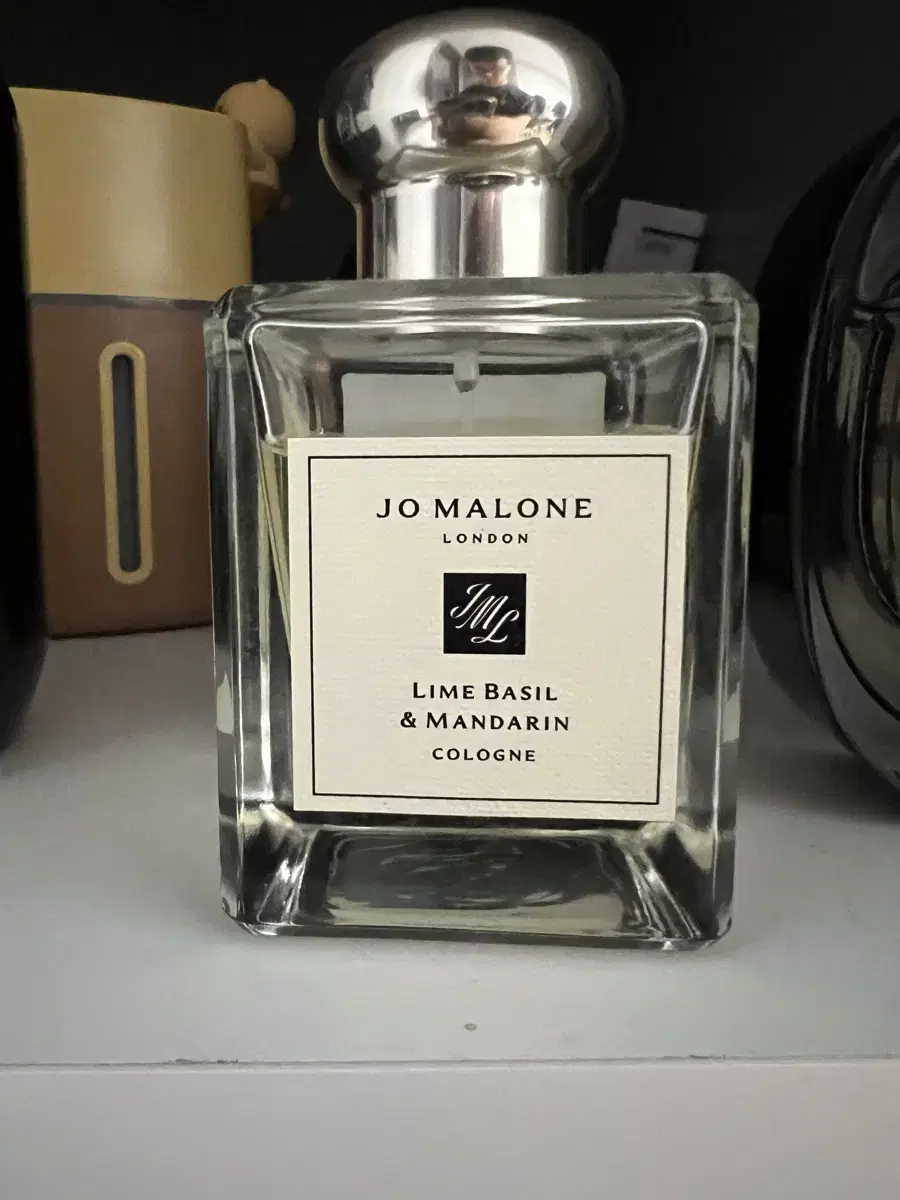 JO MALONE
LONDON
JML
LIME BASIL
& MANDARIN
COLOGNE